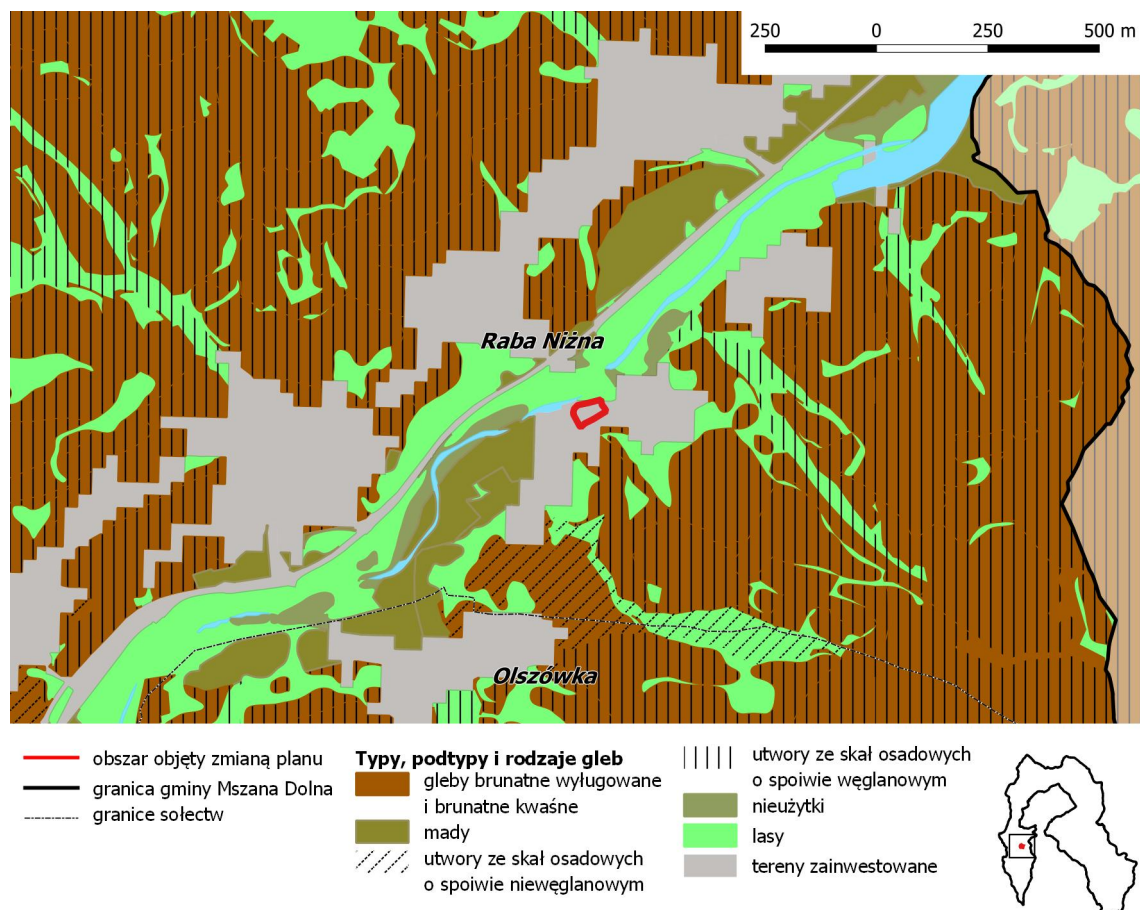 250 0 250 500 m
Raba Niżna
Olszówka
obszar objęty zmianą planu
granica gminy Mszana Dolna
granice sołectw
Typy, podtypy i rodzaje gleb
gleby brunatne wyługowane
i brunatne kwaśne
mady
utwory ze skał osadowych
o spoiwie niewęglanowym
utwory ze skał osadowych
o spoiwie węglanowym
nieużytki
lasy
tereny zainwestowane